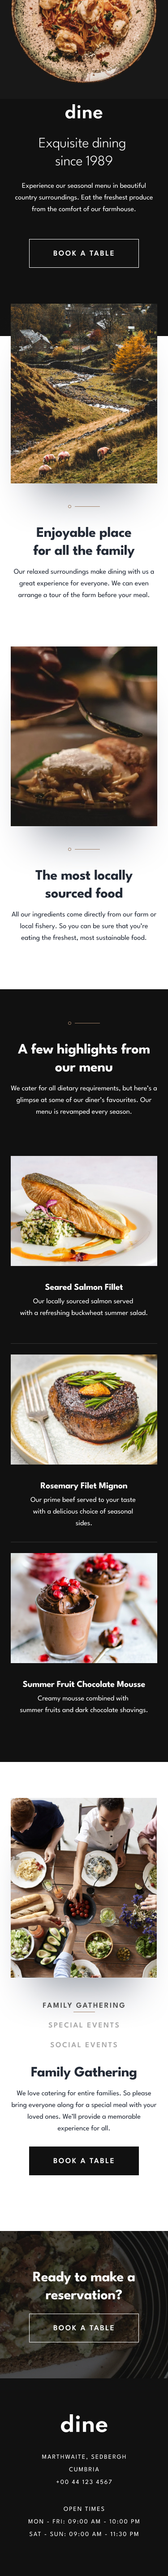 dine
Exquisite dining
since 1989
Experience our seasonal menu in beautiful
country surroundings. Eat the freshest produce
from the comfort of our farmhouse.
BOOK A TABLE
Enjoyable place
for all the family
Our relaxed surroundings make dining with us a
great experience for everyone. We can even
arrange a tour of the farm before your meal.
The most locally
sourced food
All our ingredients come directly from our farm or
local fishery. So you can be sure that you're
eating the freshest, most sustainable food.
A few highlights from
our menu
We cater for all dietary requirements, but here's a
glimpse at some of our diner's favourites. Our
menu is revamped every season.
Seared Salmon Fillet
Our locally sourced salmon served
with a refreshing buckwheat summer salad.
Rosemary Filet Mignon
Our prime beef served to your taste
with a delicious choice of seasonal
sides.
Summer Fruit Chocolate Mousse
Creamy mousse combined with
summer fruits and dark chocolate shavings.
FAMILY GATHERING
SPECIAL EVENTS
SOCIAL EVENTS
Family Gathering
We love catering for entire families. So please
bring everyone along for a special meal with your
loved ones. We'll provide a memorable
experience for all.
BOOK A TABLE
Ready to make a
reservation?
BOOK A TABLE
dine
MARTHWAITE, SEDBERGH
CUMBRIA
+00 44 123 4567
OPEN TIMES
MON - FRI: 09:00 AM - 10:00 PM
SAT - SUN: 09:00 AM - 11:30 PM